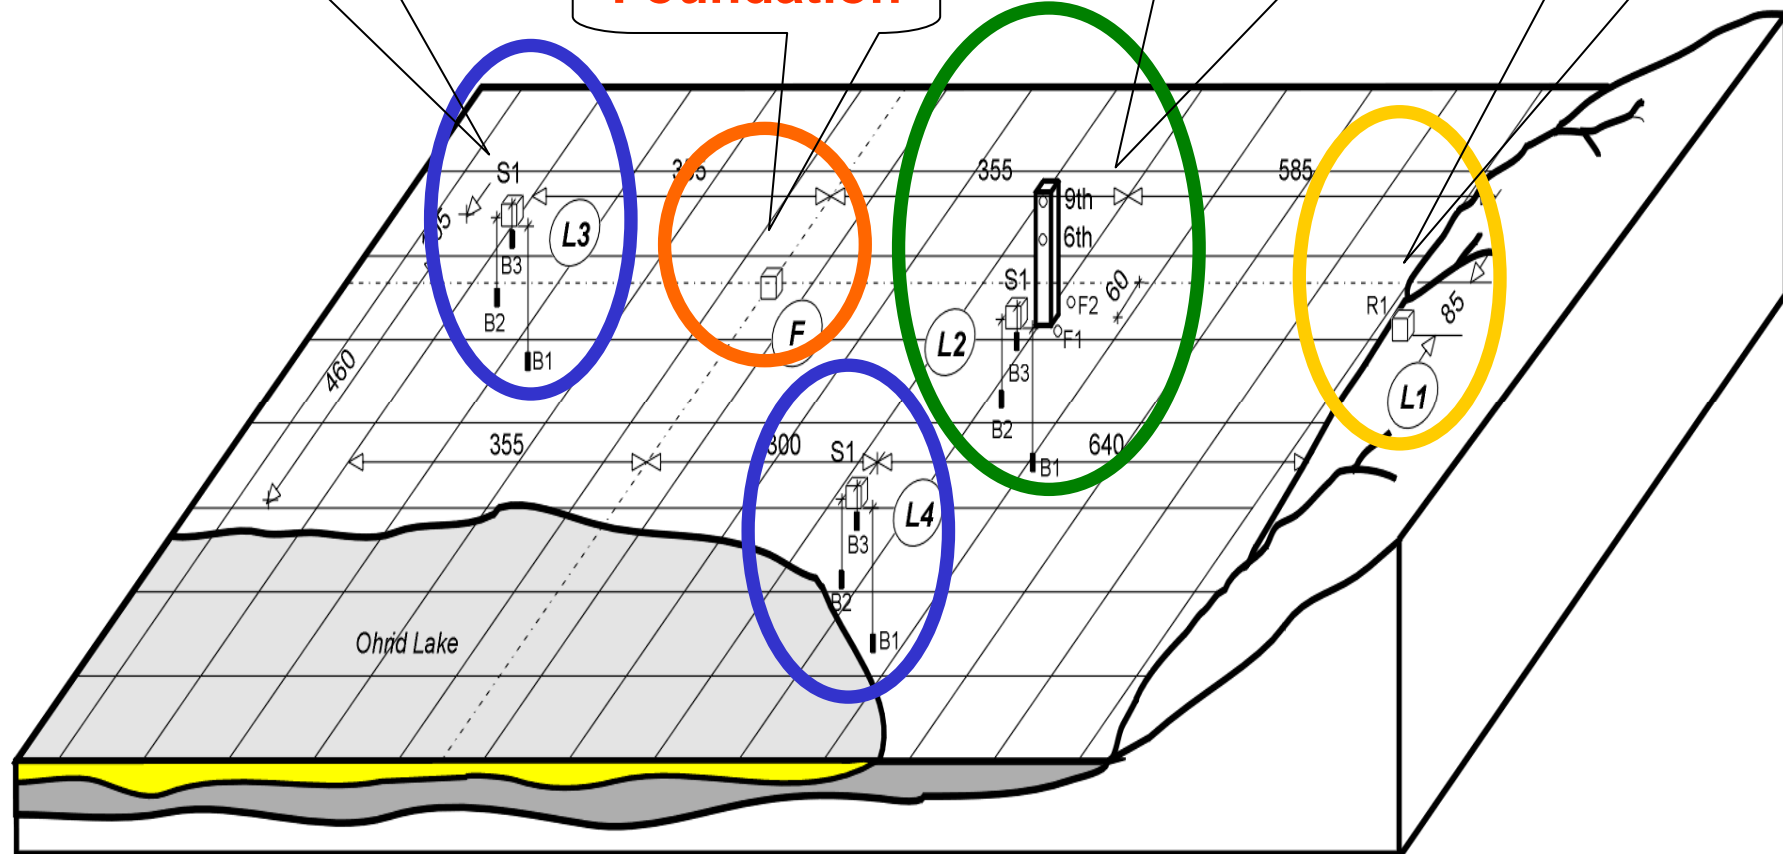 Foundation
S1
355
585
9th
L3
6th
B3
S1
60
B2
F2
R1
85
F
L2
F1
B1
460
B3
L1
B2
355
300
S1
640
B1
L4
B3
B2
Ohrid Lake
B1